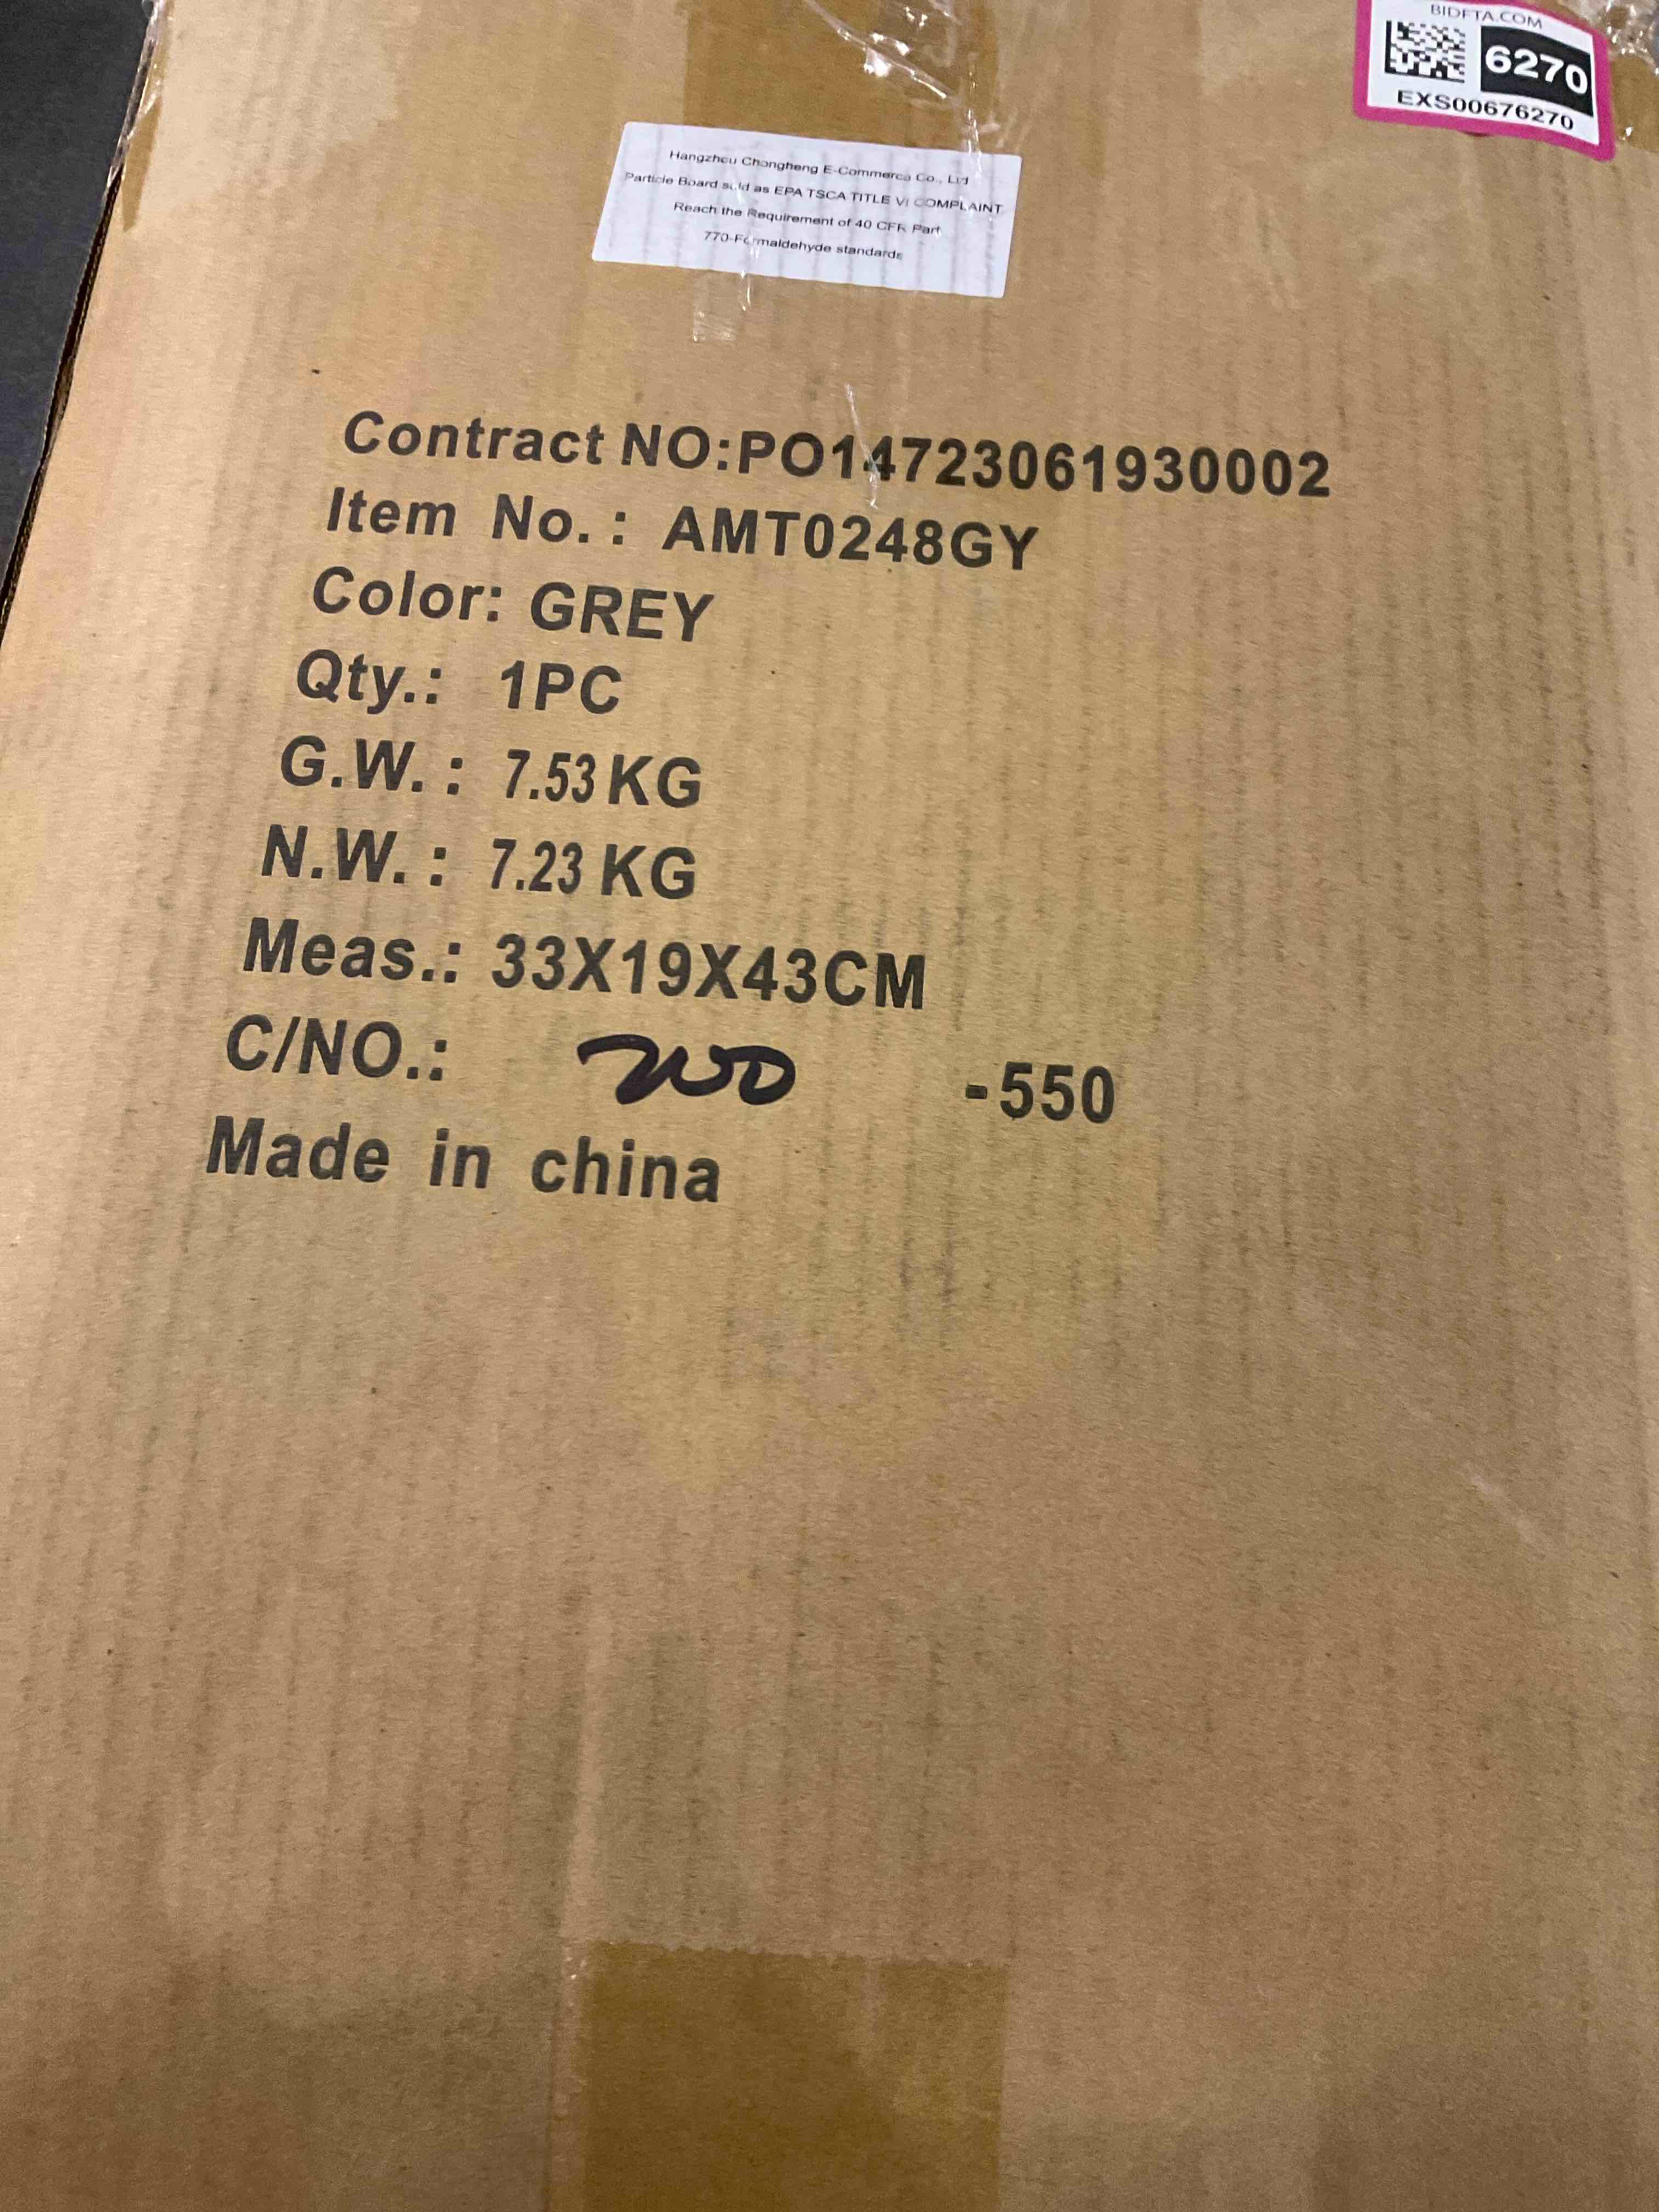 BIDFTA.COM
6270
EXS00676270
Hangzhou Chongheng E-Commerce Co., Ltd
Particle Board sold as EPA TSCA TITLE VI COMPLAINT
Reach the Requirement of 40 CFR Part
770-Formaldehyde standards
Contract NO:PO14723061930002
Item No.: AMT0248GY
Color: GREY
Qty.: 1PC
G.W.: 7.53KG
N.W.: 7.23 KG
Meas.: 33X19X43CM
C/NO.: 200 -550
Made in china